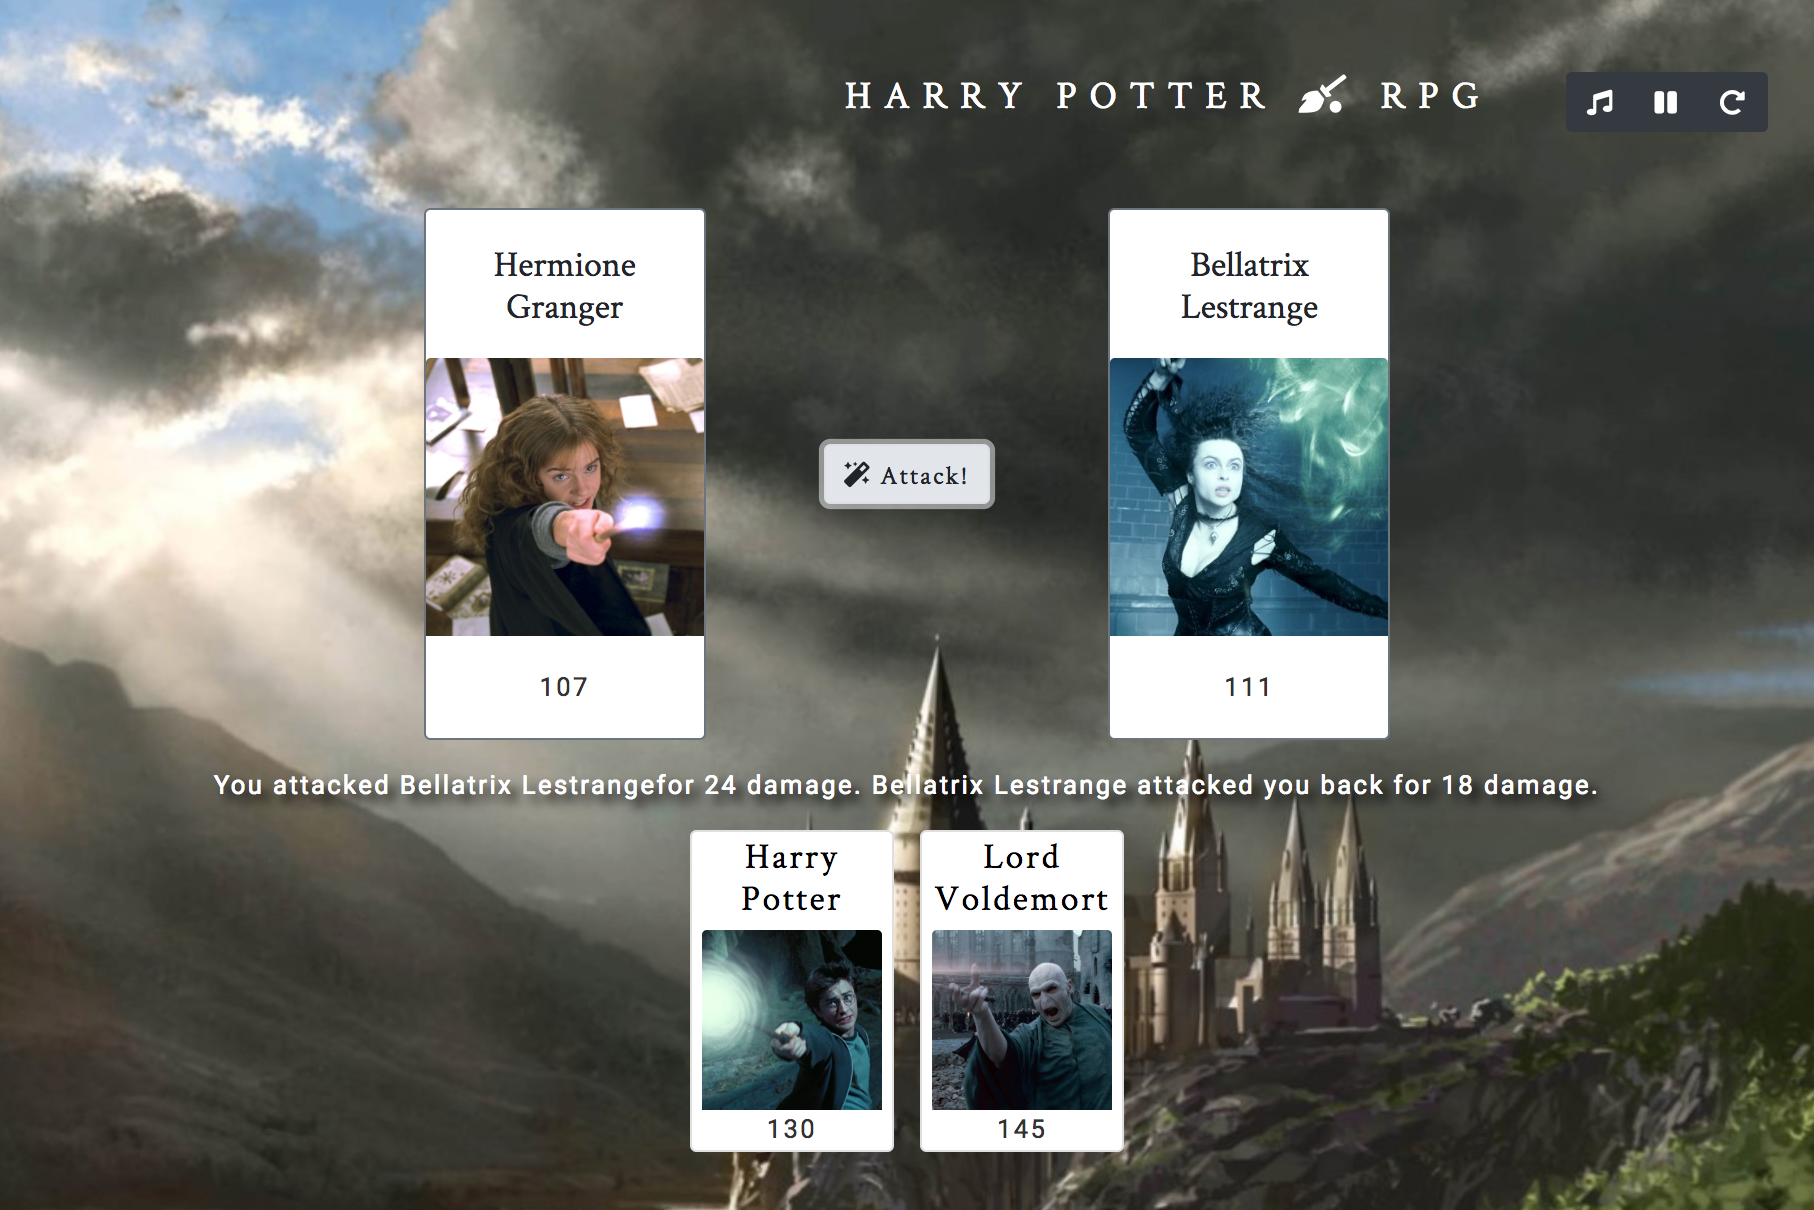 HARRY POTTER RPG
Hermione
Granger
107
Attack!
Bellatrix
Lestrange
111
You attacked Bellatrix Lestrangefor 24 damage. Bellatrix Lestrange attacked you back for 18 damage.
Harry
Potter
130
Lord
Voldemort
145